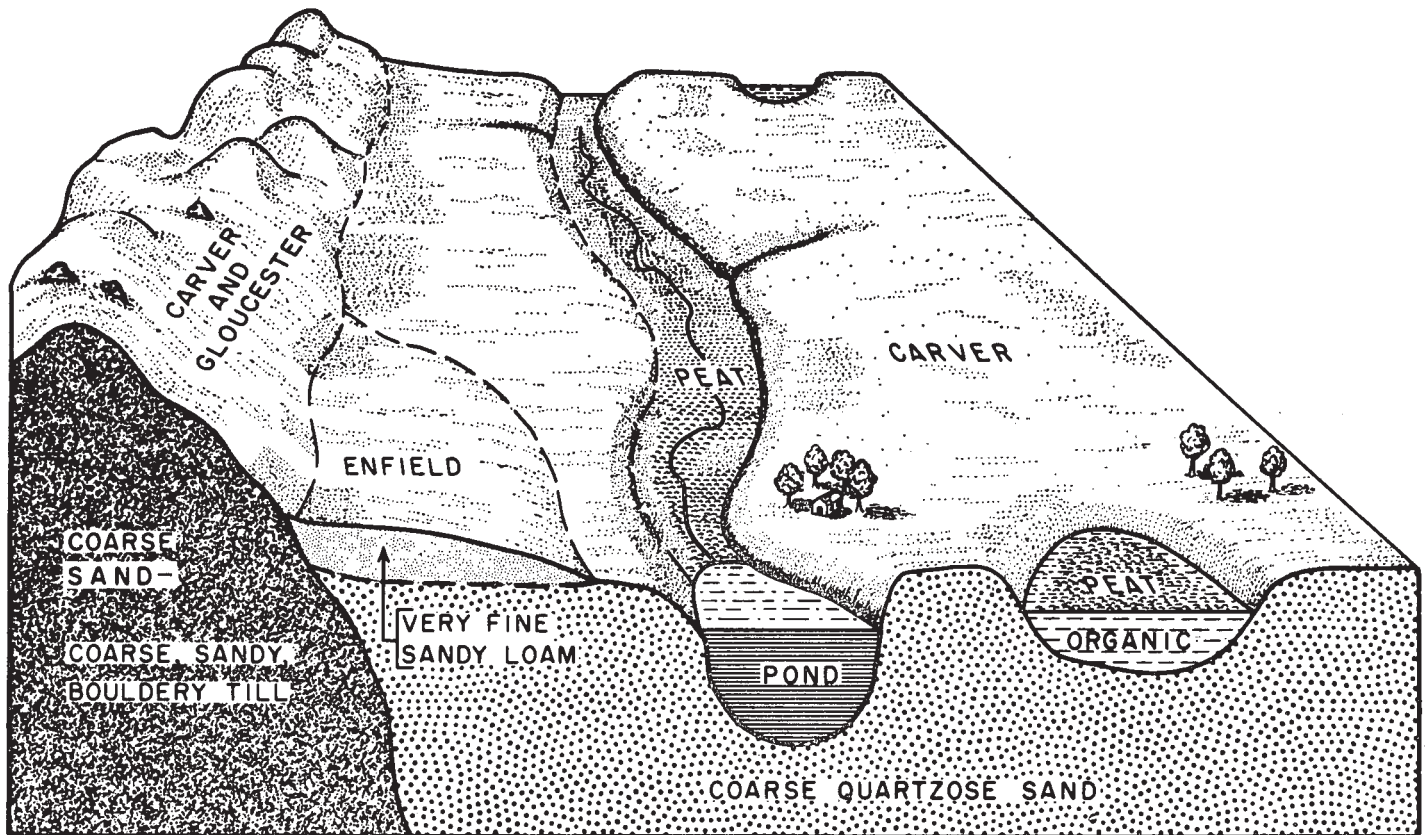 CARVER
AND
GLOUCESTER
PEAT
CARVER
ENFIELD
COARSE
SAND-
COARSE SANDY
BOULDERY TILL
VERY FINE
SANDY LOAM
POND
PEAT
ORGANIC
COARSE QUARTZOSE SAND